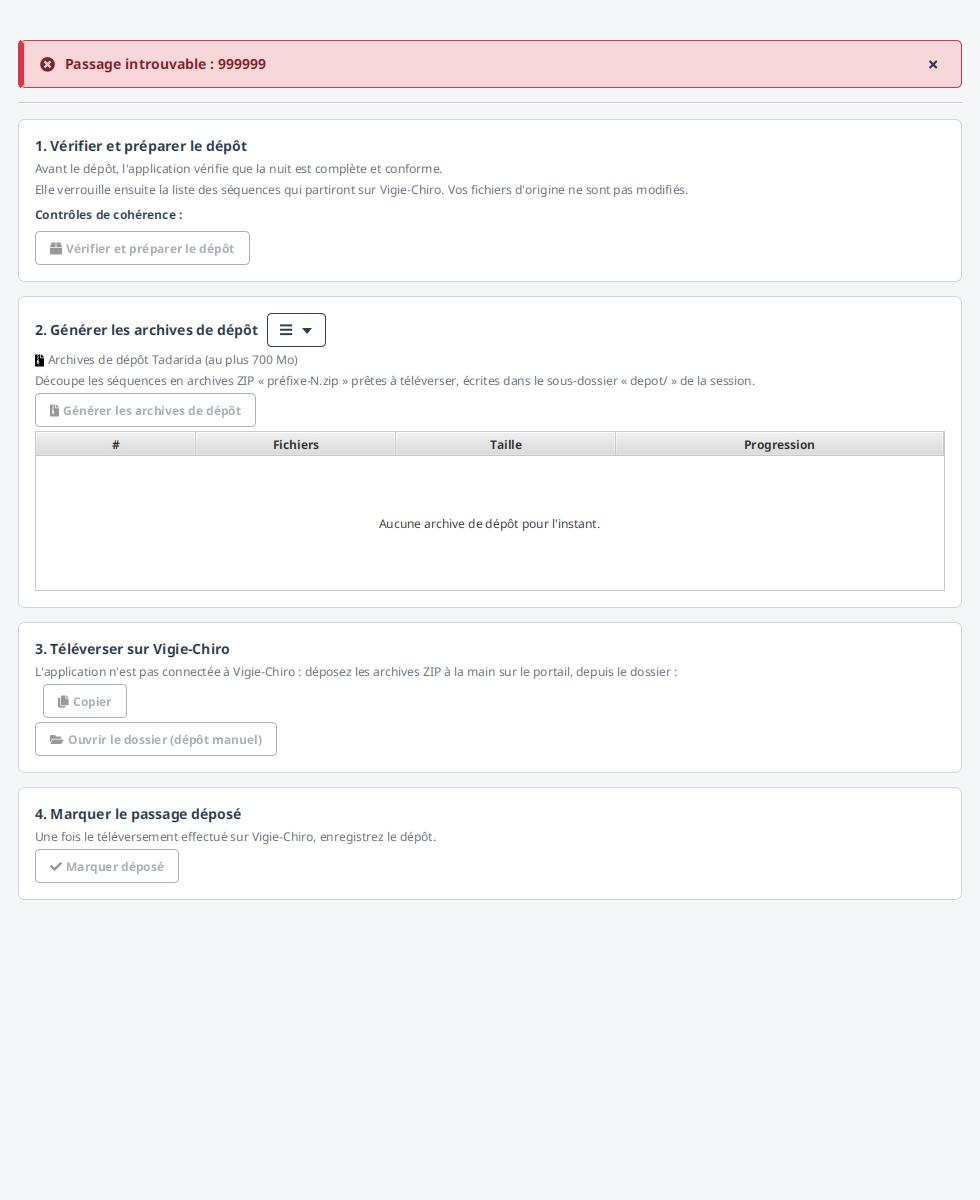 Passage introuvable : 999999
1. Vérifier et préparer le dépôt
Avant le dépôt, l'application vérifie que la nuit est complète et conforme.
Elle verrouille ensuite la liste des séquences qui partiront sur Vigie-Chiro. Vos fichiers d'origine ne sont pas modifiés.
Contrôles de cohérence :
Vérifier et préparer le dépôt
2. Générer les archives de dépôt
Archives de dépôt Tadarida (au plus 700 Mo)
Découpe les séquences en archives ZIP « préfixe-N.zip » prêtes à téléverser, écrites dans le sous-dossier « depot/ » de la session.
Générer les archives de dépôt
# Fichiers Taille Progression
Aucune archive de dépôt pour l'instant.
3. Téléverser sur Vigie-Chiro
L'application n'est pas connectée à Vigie-Chiro : déposez les archives ZIP à la main sur le portail, depuis le dossier :
Copier
Ouvrir le dossier (dépôt manuel)
4. Marquer le passage déposé
Une fois le téléversement effectué sur Vigie-Chiro, enregistrez le dépôt.
Marquer déposé